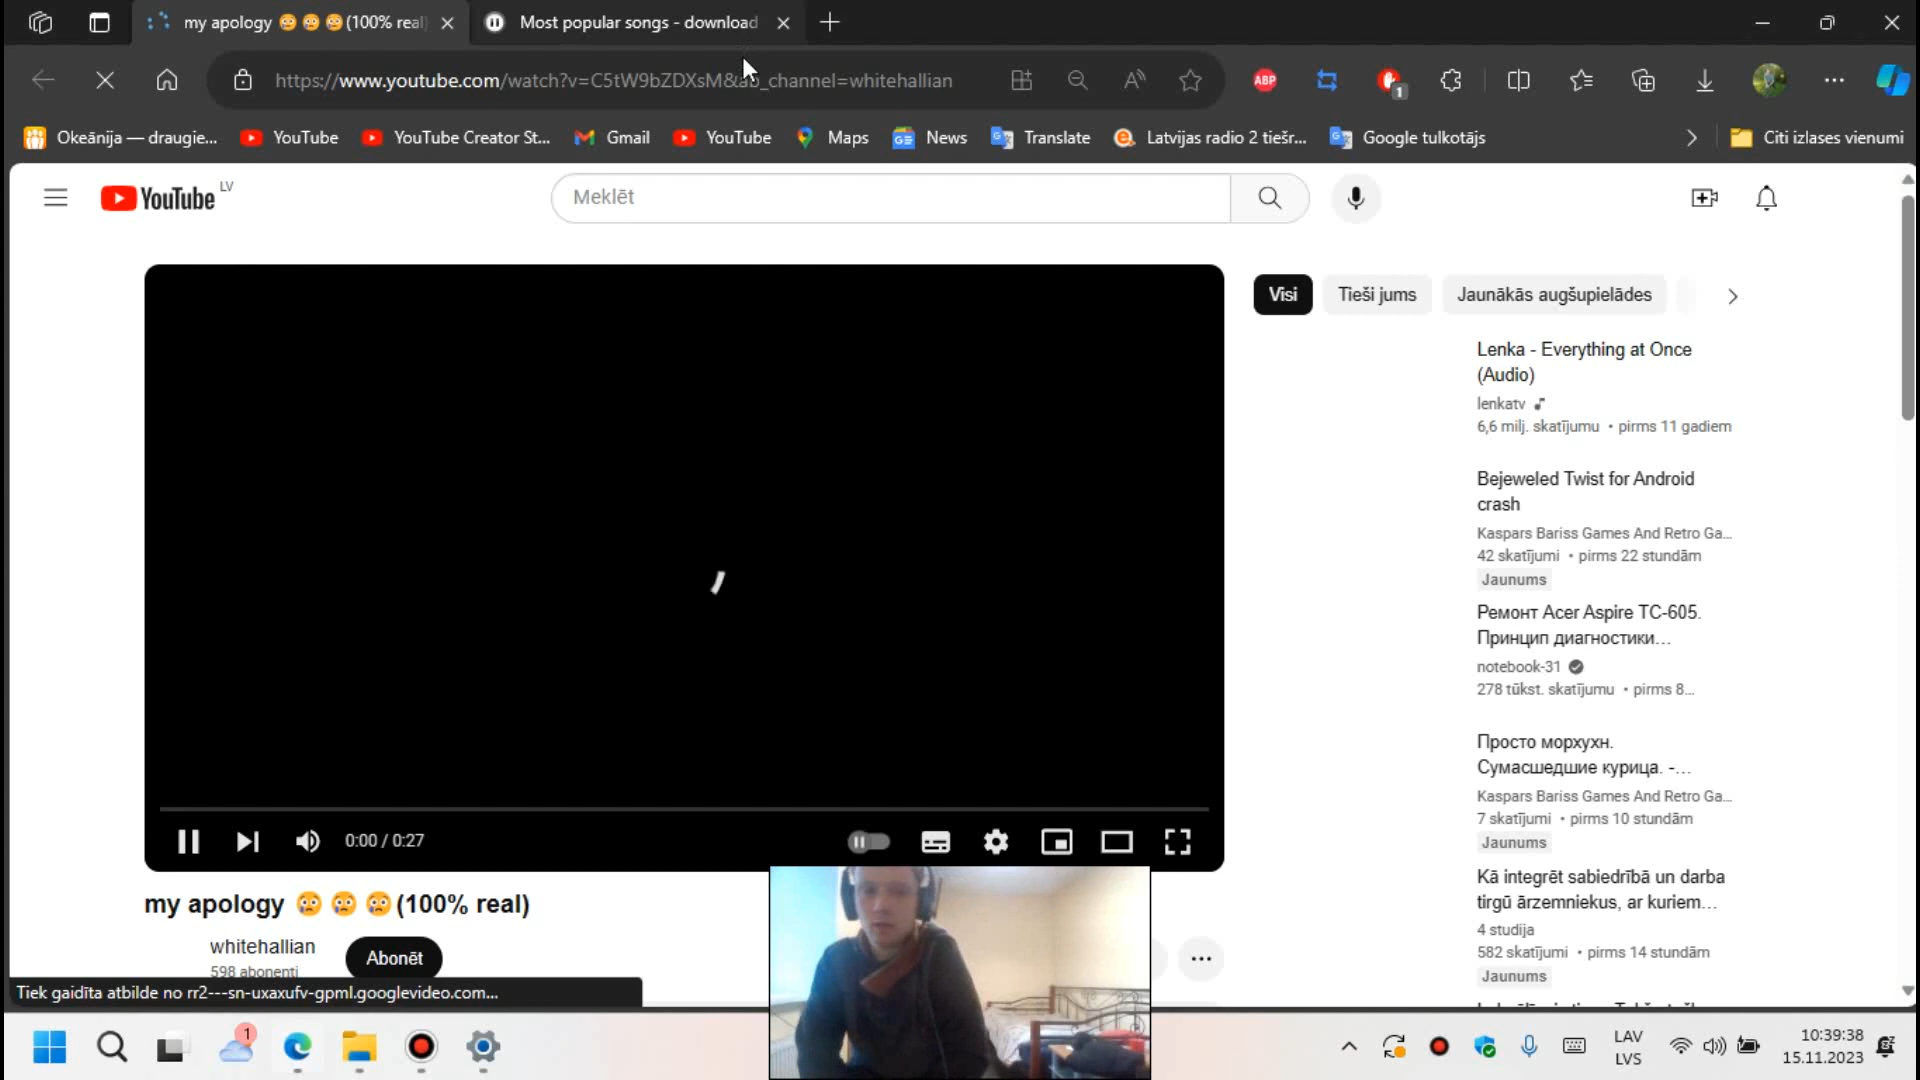 my apology 😳 😳 😳(100% real)
Most popular songs - download
https://www.youtube.com/watch?v=C5tW9bZDXsM&ab_channel=whitehallian
ABP
1
Okeānija — draugie...
YouTube
YouTube Creator St...
Gmail
YouTube
Maps
News
Translate
Latvijas radio 2 tiešr...
Google tulkotājs
Citi izlases vienumi
YouTube LV
Meklēt
Visi
Tieši jums
Jaunākās augšupielādes
Lenka - Everything at Once
(Audio)
lenkatv
6,6 milj. skatījumu • pirms 11 gadiem
Bejeweled Twist for Android
crash
Kaspars Bariss Games And Retro Ga...
42 skatījumi • pirms 22 stundām
Jaunums
Ремонт Acer Aspire TC-605.
Принцип диагностики...
notebook-31
278 tūkst. skatījumu • pirms 8...
Просто морхухн.
Сумасшедшие курица. -...
Kaspars Bariss Games And Retro Ga...
7 skatījumi • pirms 10 stundām
Jaunums
Kā integrēt sabiedrībā un darba
tirgū ārzemniekus, ar kuriem...
4 studija
582 skatījumi • pirms 14 stundām
Jaunums
0:00 / 0:27
my apology 😳 😳 😳(100% real)
whitehallian
598 abonenti
Abonēt
Tiek gaidīta atbilde no rr2---sn-uxaxufv-gpml.googlevideo.com...
1
LAV
LVS
10:39:38
15.11.2023